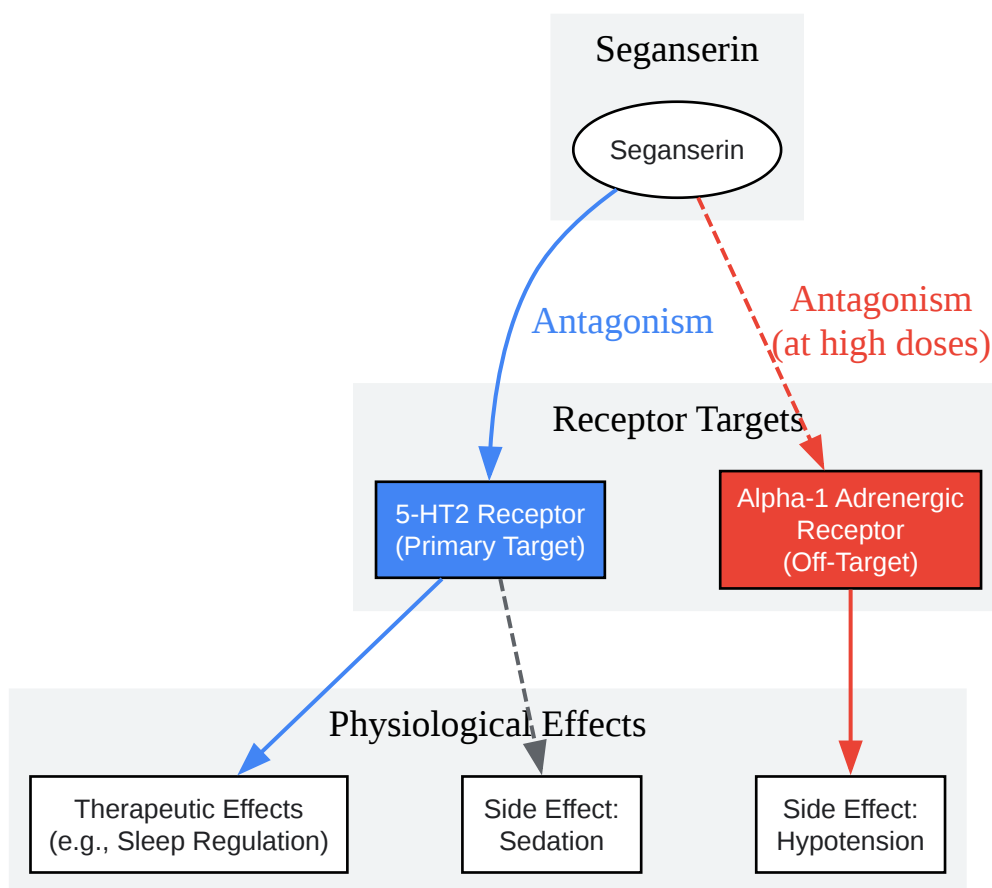 Seganserin
Seganserin
Antagonism
Antagonism
(at high doses)
Receptor Targets
5-HT2 Receptor
(Primary Target)
Alpha-1 Adrenergic
Receptor
(Off-Target)
Physiological Effects
Therapeutic Effects
(e.g., Sleep Regulation)
Side Effect:
Sedation
Side Effect:
Hypotension